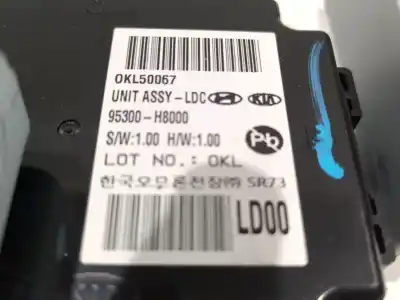 OKL50067
UNIT ASSY-LDC KIA
95300-H8000
S/W:1.00 H/W:1.00 Pb
LOT NO.: OKL
한국오므론전장㈜ SR73
LD00